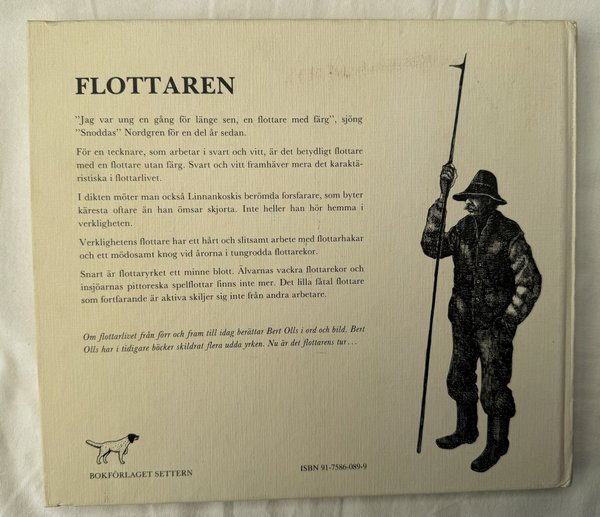 FLOTTAREN
"Jag var ung en gång för länge sen, en flottare med färg", sjöng
"Snoddas" Nordgren för en del år sedan.
För en tecknare, som arbetar i svart och vitt, är det betydligt flottare
med en flottare utan färg. Svart och vitt framhäver mera det karaktä-
ristiska i flottarlivet.
I dikten möter man också Linnankoskis berömda forsfarare, som byter
käresta oftare än han ömsar skjorta. Inte heller han hör hemma i
verkligheten.
Verklighetens flottare har ett hårt och slitsamt arbete med flottarhakar
och ett mödosamt knog vid årorna i tungrodda flottarekor.
Snart är flottaryrket ett minne blott. Älvarnas vackra flottarekor och
insjöarnas pittoreska spelflottar finns inte mer. Det lilla fåtal flottare
som fortfarande är aktiva skiljer sig inte från andra arbetare.
Om flottarlivet från förr och fram till idag berättar Bert Olls i ord och bild. Bert
Olls har i tidigare böcker skildrat flera udda yrken. Nu är det flottarens tur...
BOKFÖRLAGET SETTERN
ISBN 91-7586-089-9